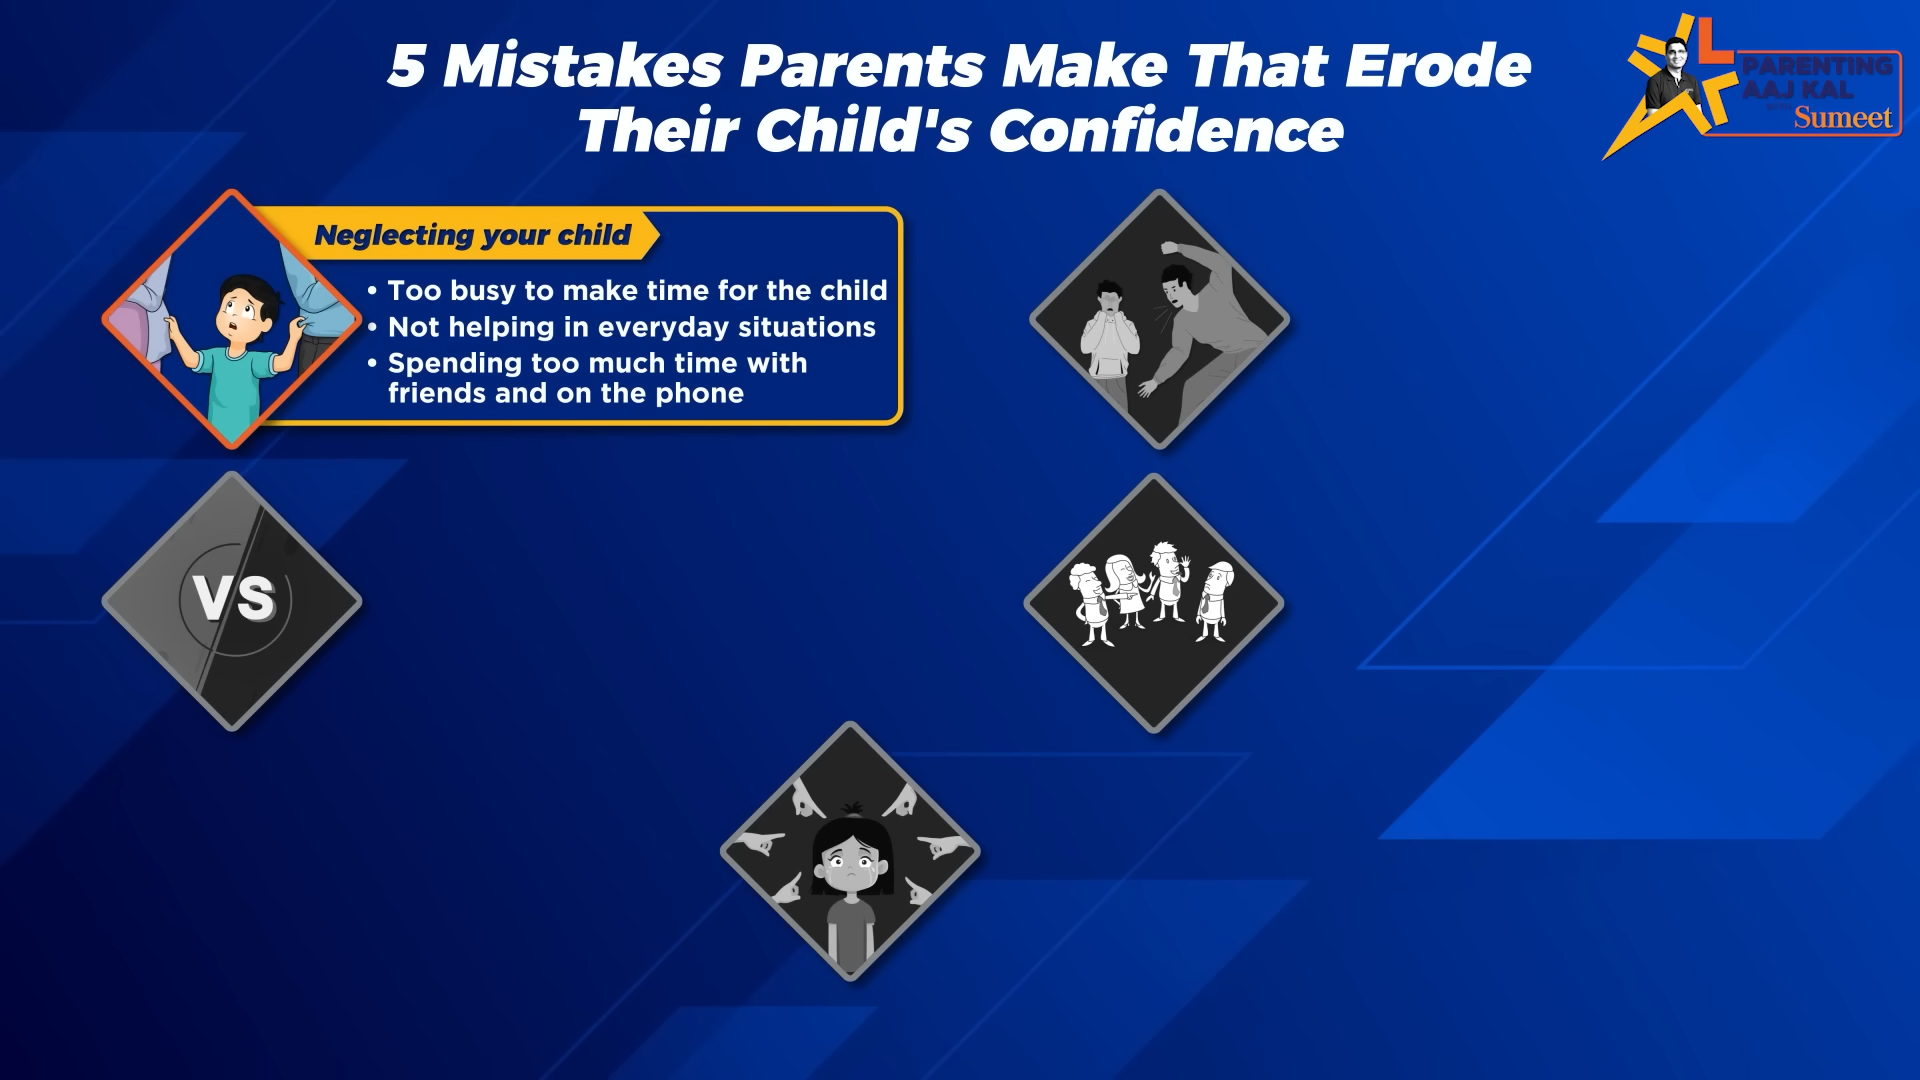 5 Mistakes Parents Make That Erode
Their Child's Confidence
PARENTING
AAJ KAL
Sumeet
Neglecting your child
• Too busy to make time for the child
• Not helping in everyday situations
• Spending too much time with
friends and on the phone
VS